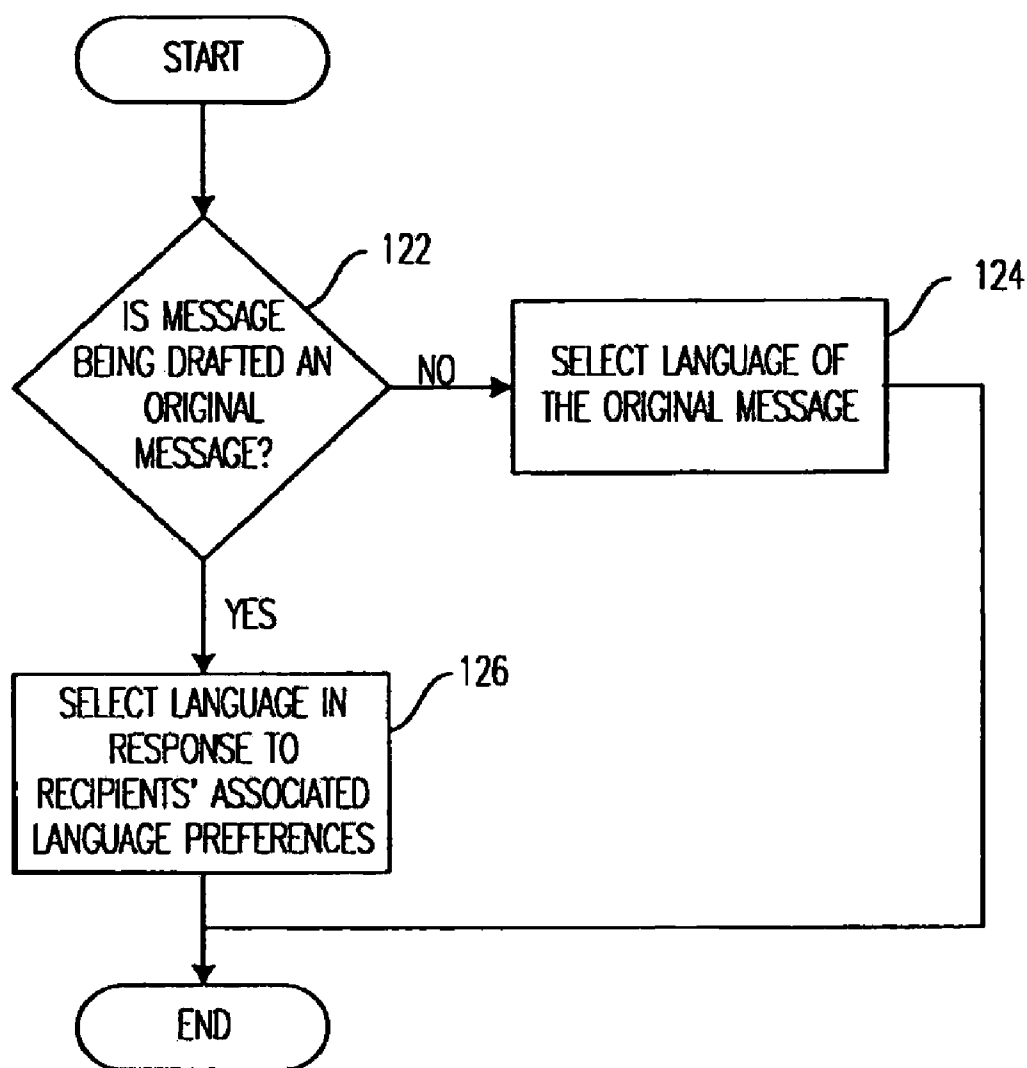 START
122
IS MESSAGE
BEING DRAFTED AN
ORIGINAL
MESSAGE?
NO
124
SELECT LANGUAGE OF
THE ORIGINAL MESSAGE
YES
126
SELECT LANGUAGE IN
RESPONSE TO
RECIPIENTS' ASSOCIATED
LANGUAGE PREFERENCES
END